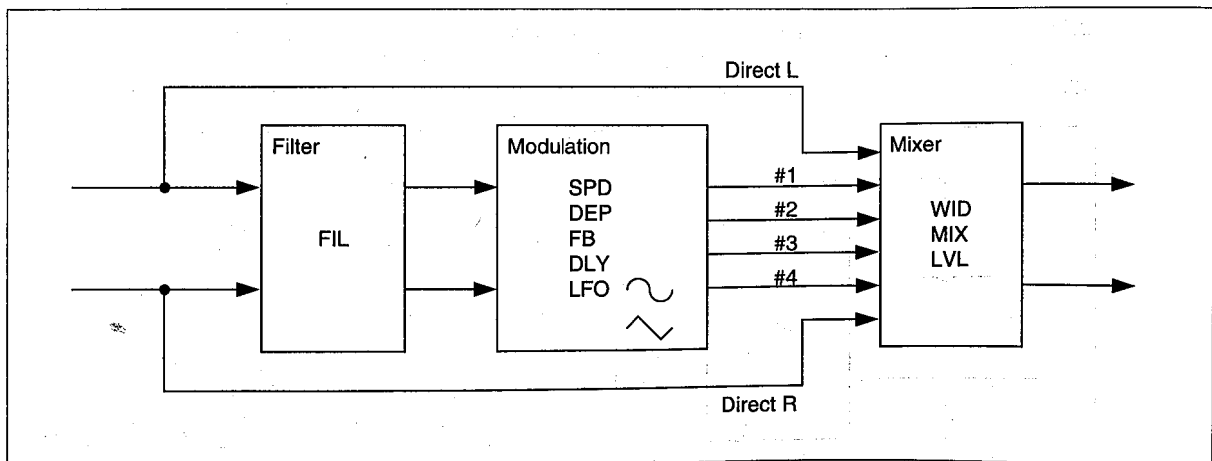 Direct L
Filter
FIL
Modulation
SPD
DEP
FB
DLY
LFO
#1
#2
#3
#4
Mixer
WID
MIX
LVL
Direct R